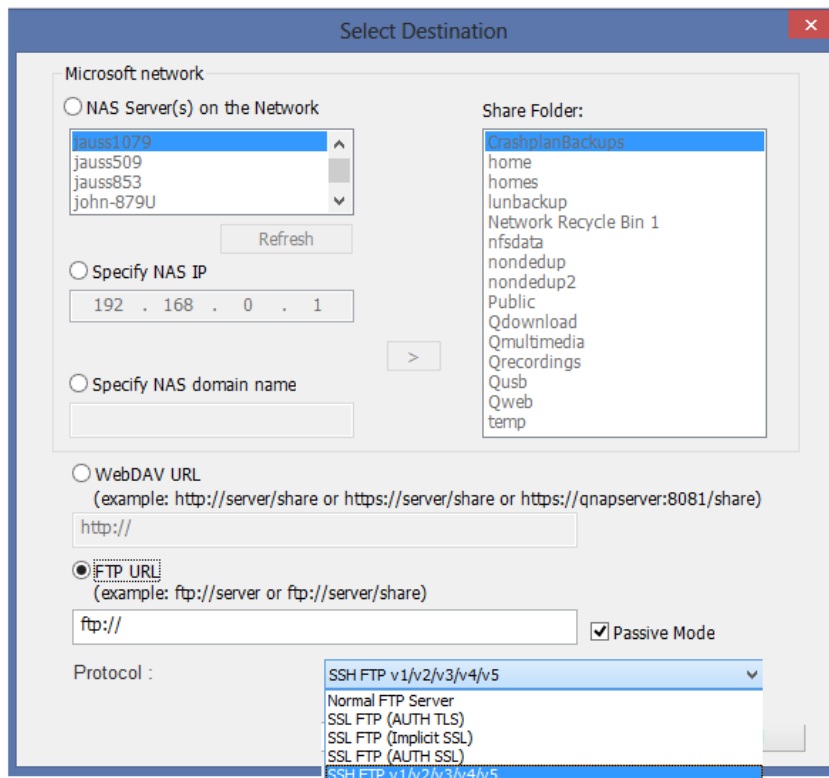 Select Destination
Microsoft network
NAS Server(s) on the Network
jauss1079
jauss509
jauss853
john-879U
Refresh
Specify NAS IP
192 . 168 . 0 . 1
>
Specify NAS domain name
Share Folder:
CrashplanBackups
home
homes
lunbackup
Network Recycle Bin 1
nfsdata
nondedup
nondedup2
Public
Qdownload
Qmultimedia
Qrecordings
Qusb
Qweb
temp
WebDAV URL
(example: http://server/share or https://server/share or https://qnapserver:8081/share)
http://
FTP URL
(example: ftp://server or ftp://server/share)
ftp://
Passive Mode
Protocol :
SSH FTP v1/v2/v3/v4/v5
Normal FTP Server
SSL FTP (AUTH TLS)
SSL FTP (Implicit SSL)
SSL FTP (AUTH SSL)
SSH FTP v1/v2/v3/v4/v5